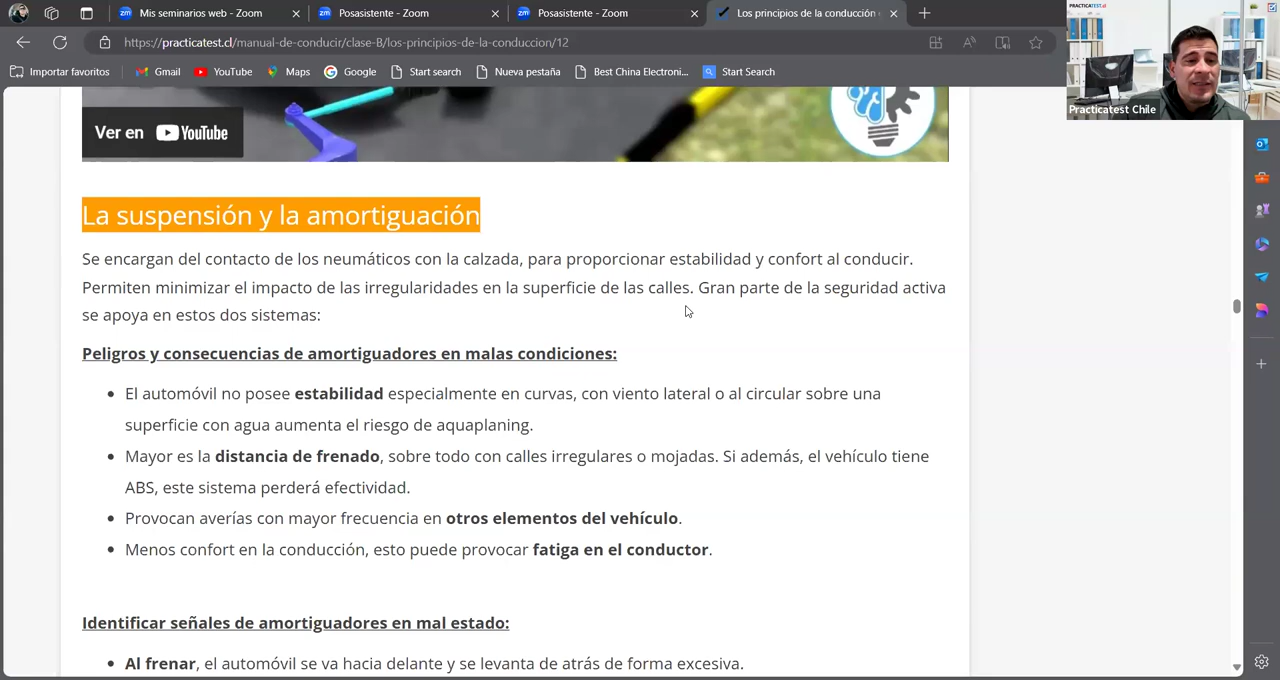 Mis seminarios web - Zoom
Posasistente - Zoom
Posasistente - Zoom
Los principios de la conducción
PRACTICATEST.cl
https://practicatest.cl/manual-de-conducir/clase-B/los-principios-de-la-conduccion/12
Importar favoritos
Gmail
YouTube
Maps
Google
Start search
Nueva pestaña
Best China Electroni...
Start Search
Practicatest Chile
Ver en YouTube
La suspensión y la amortiguación
Se encargan del contacto de los neumáticos con la calzada, para proporcionar estabilidad y confort al conducir.
Permiten minimizar el impacto de las irregularidades en la superficie de las calles. Gran parte de la seguridad activa
se apoya en estos dos sistemas:
Peligros y consecuencias de amortiguadores en malas condiciones:
El automóvil no posee estabilidad especialmente en curvas, con viento lateral o al circular sobre una
superficie con agua aumenta el riesgo de aquaplaning.
Mayor es la distancia de frenado, sobre todo con calles irregulares o mojadas. Si además, el vehículo tiene
ABS, este sistema perderá efectividad.
Provocan averías con mayor frecuencia en otros elementos del vehículo.
Menos confort en la conducción, esto puede provocar fatiga en el conductor.
Identificar señales de amortiguadores en mal estado:
Al frenar, el automóvil se va hacia delante y se levanta de atrás de forma excesiva.